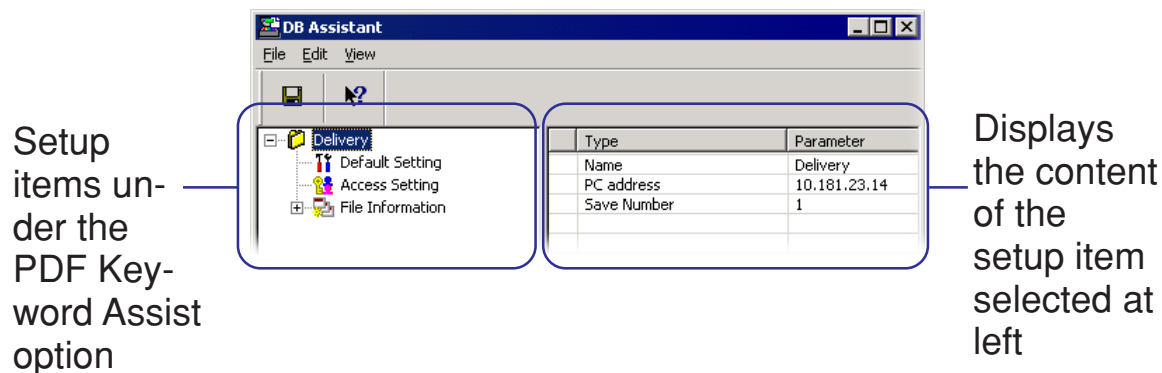 DB Assistant
File Edit View
Setup
items un-
der the
PDF Key-
word Assist
option
Delivery
Default Setting
Access Setting
File Information
Type Parameter
Name Delivery
PC address 10.181.23.14
Save Number 1
Displays
the content
of the
setup item
selected at
left